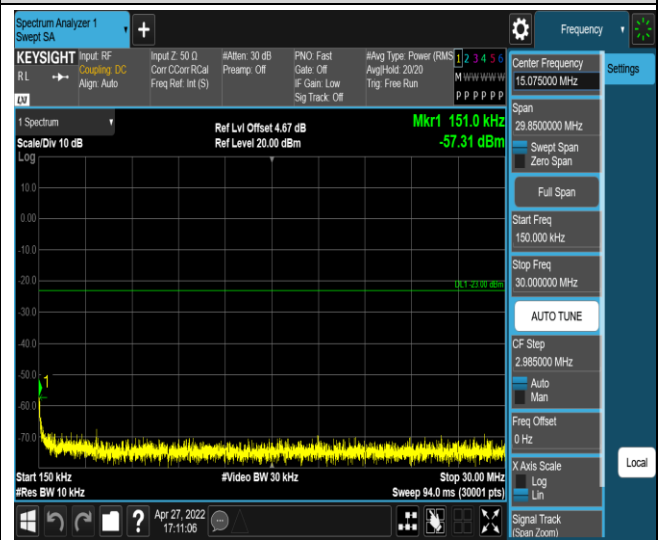 Spectrum Analyzer 1
Swept SA
Frequency
KEYSIGHT
RL
LXI
Input: RF
Coupling: DC
Align: Auto
Input Z: 50 Ω
Corr CCorr RCal
Freq Ref: Int (S)
#Atten: 30 dB
Preamp: Off
PNO: Fast
Gate: Off
IF Gain: Low
Sig Track: Off
#Avg Type: Power (RMS
Avg|Hold: 20/20
Trig: Free Run
1 2 3 4 5 6
M W W W W W
P P P P P P
1 Spectrum
Scale/Div 10 dB
Ref Lvl Offset 4.67 dB
Ref Level 20.00 dBm
Mkr1 151.0 kHz
-57.31 dBm
Log
10.0
0.00
-10.0
-20.0
DL1 -23.00 dBm
-30.0
-40.0
-50.0
1
-60.0
-70.0
Start 150 kHz
#Video BW 30 kHz
Stop 30.00 MHz
#Res BW 10 kHz
Sweep 94.0 ms (30001 pts)
Apr 27, 2022
17:11:06
Center Frequency
15.075000 MHz
Settings
Span
29.8500000 MHz
Swept Span
Zero Span
Full Span
Start Freq
150.000 kHz
Stop Freq
30.000000 MHz
AUTO TUNE
CF Step
2.985000 MHz
Auto
Man
Freq Offset
0 Hz
X Axis Scale
Log
Lin
Local
Signal Track
(Span Zoom)